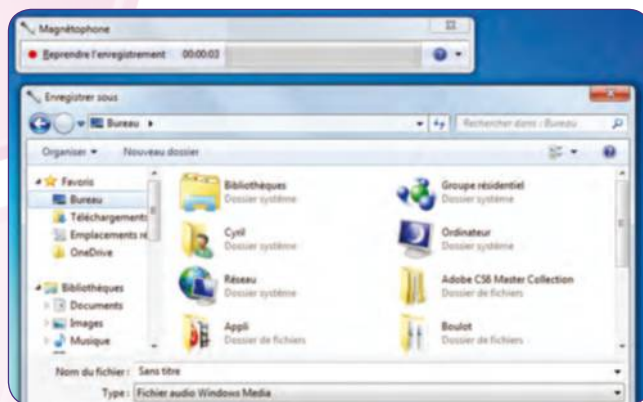 Magnétophone
Reprendre l'enregistrement 00:00:03
Enregistrer sous
Bureau
Rechercher dans : Bureau
Organiser Nouveau dossier
Favoris
Bureau
Téléchargements
Emplacements ré
OneDrive
Bibliothèques
Documents
Images
Musique
Bibliothèques
Dossier système
Groupe résidentiel
Dossier système
Cyril
Dossier système
Ordinateur
Dossier système
Réseau
Dossier système
Adobe CS6 Master Collection
Dossier de fichiers
Appli
Dossier de fichiers
Boulot
Dossier de fichiers
Nom du fichier : Sans titre
Type : Fichier audio Windows Media